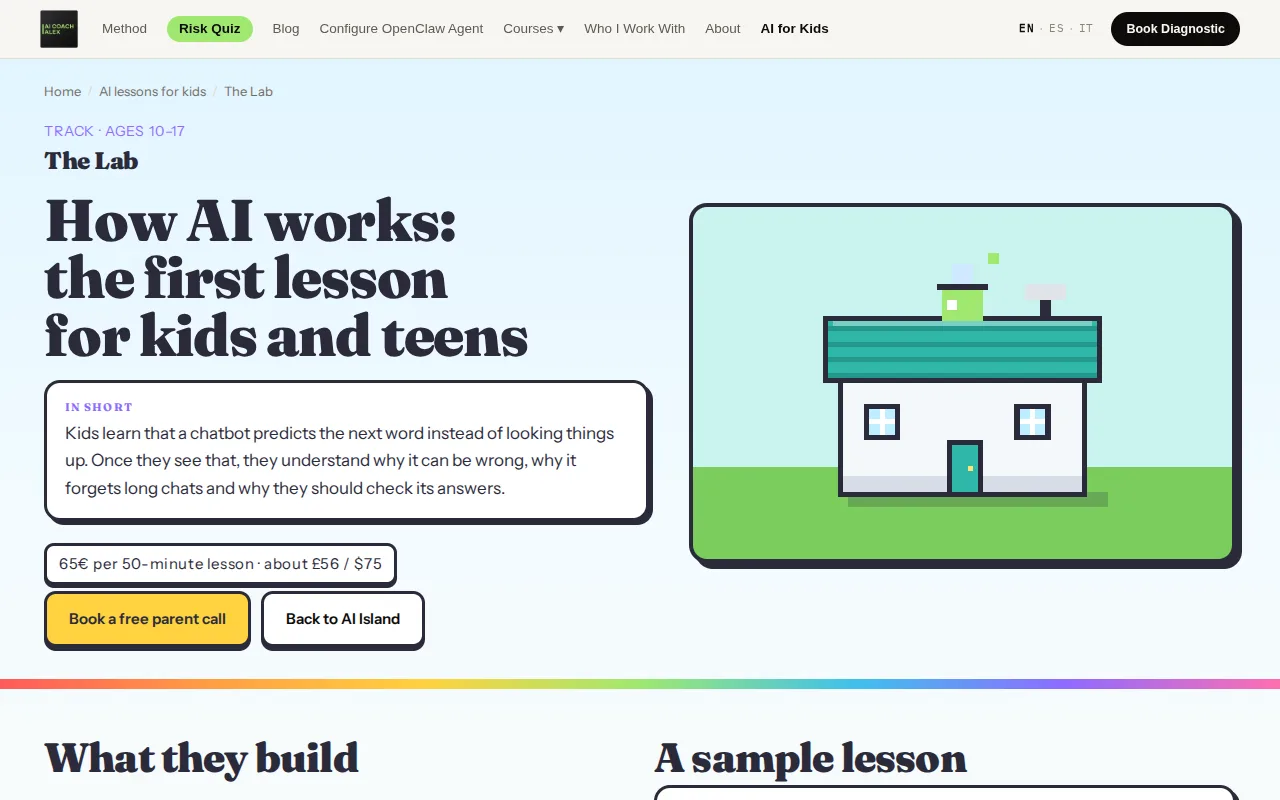 AI COACH
ALEX
Method
Risk Quiz
Blog
Configure OpenClaw Agent
Courses ▾
Who I Work With
About
AI for Kids
EN · ES · IT
Book Diagnostic
Home / AI lessons for kids / The Lab
TRACK · AGES 10–17
The Lab
How AI works:
the first lesson
for kids and teens
IN SHORT
Kids learn that a chatbot predicts the next word instead of looking things
up. Once they see that, they understand why it can be wrong, why it
forgets long chats and why they should check its answers.
65€ per 50-minute lesson · about £56 / $75
Book a free parent call
Back to AI Island
What they build
A sample lesson